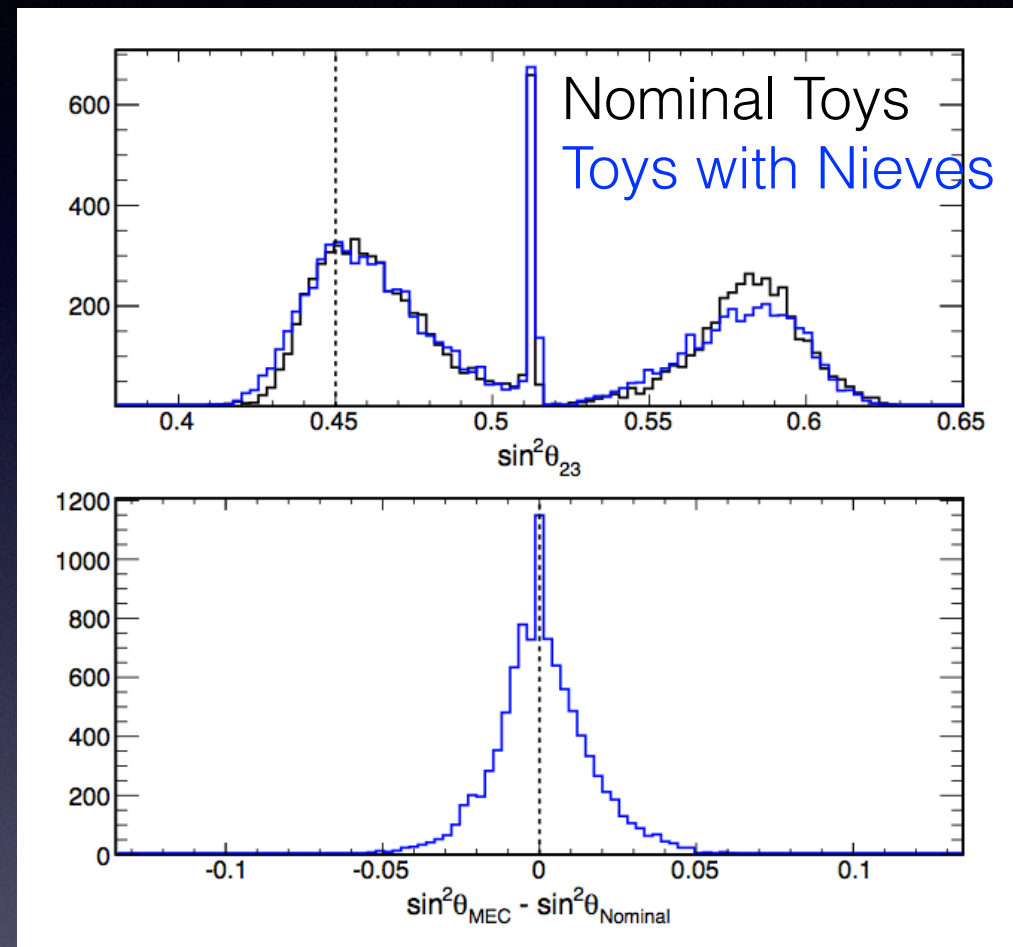 600
400
200
Nominal Toys
Toys with Nieves
0.4 0.45 0.5 0.55 0.6 0.65
sin²θ₂₃
1200
1000
800
600
400
200
0
-0.1 -0.05 0 0.05 0.1
sin²θ_MEC - sin²θ_Nominal